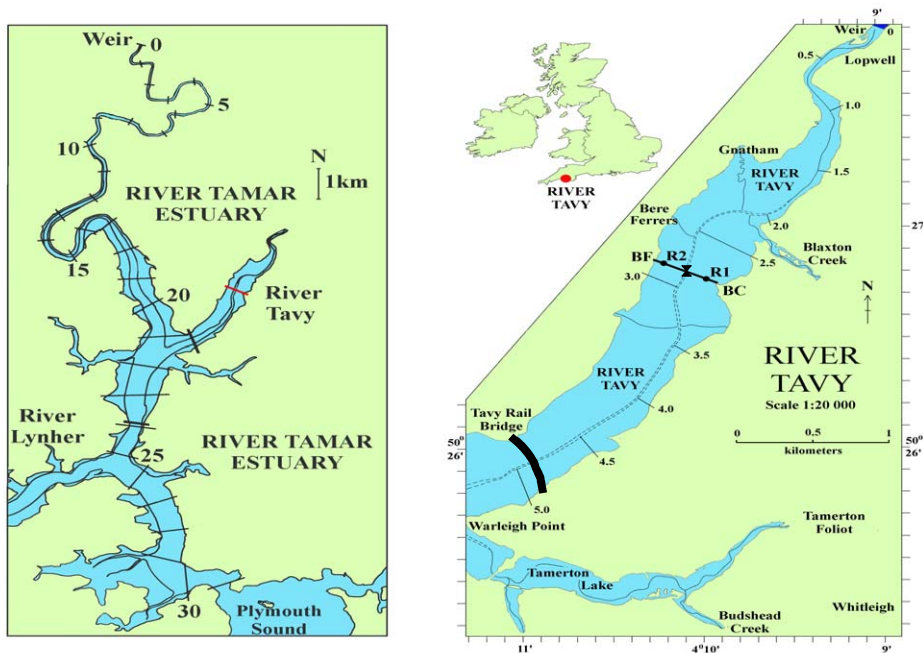 Weir
0
5
10
N
1km
RIVER TAMAR
ESTUARY
15
20
River
Tavy
River
Lynher
RIVER TAMAR
ESTUARY
25
30
Plymouth
Sound
9'
Weir
0
Lopwell
0.5
1.0
Gnatham
RIVER
TAVY
1.5
RIVER
TAVY
Bere
Ferrers
2.0
27'
Blaxton
Creek
2.5
BF
R2
R1
BC
3.0
N
3.5
RIVER
TAVY
RIVER
TAVY
Scale 1:20 000
4.0
Tavy Rail
Bridge
0
0.5
1
kilometers
50°
26'
50°
26'
4.5
5.0
Warleigh Point
Tamerton
Foliot
Tamerton
Lake
Budshead
Creek
Whitleigh
11'
4°10'
9'